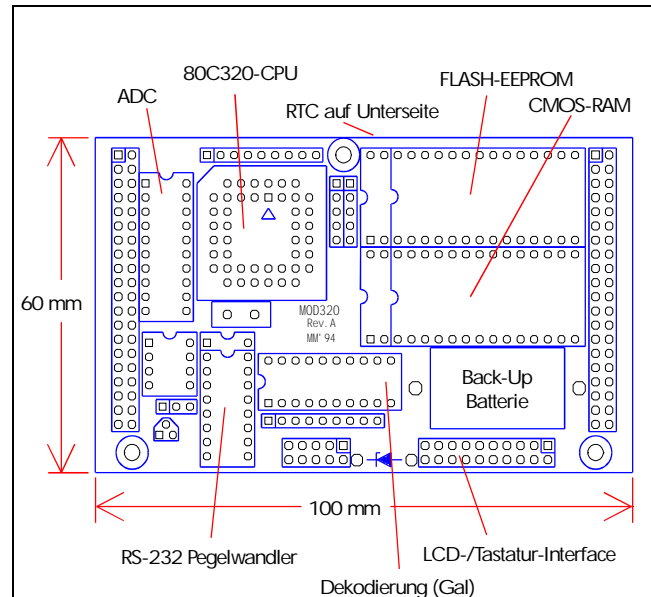 80C320-CPU
FLASH-EEPROM
ADC
RTC auf Unterseite
CMOS-RAM
60 mm
MOD320
Rev. A
MM' 94
Back-Up
Batterie
100 mm
RS-232 Pegelwandler
LCD-/Tastatur-Interface
Dekodierung (Gal)